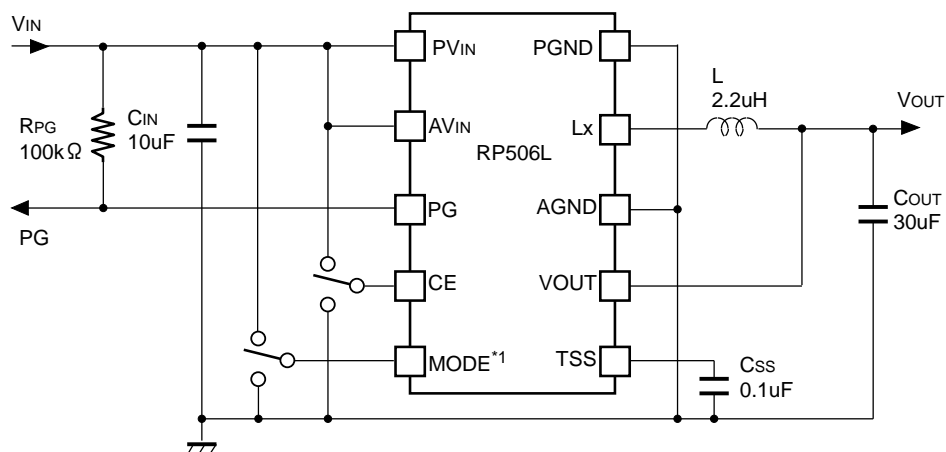 VIN
RPG
100kΩ
CIN
10uF
PG
PVIN
AVIN
PG
CE
MODE*1
RP506L
PGND
Lx
AGND
VOUT
TSS
L
2.2uH
VOUT
COUT
30uF
CSS
0.1uF